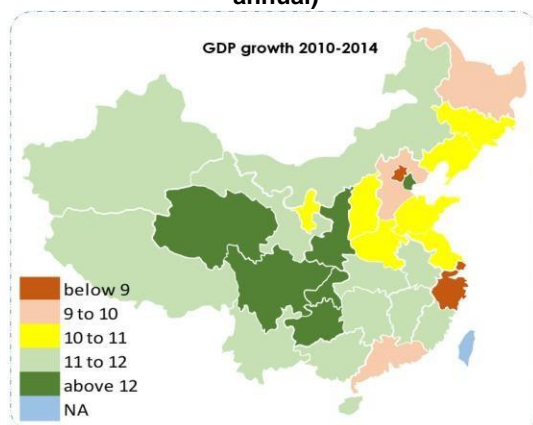 annual)
GDP growth 2010-2014
below 9
9 to 10
10 to 11
11 to 12
above 12
NA